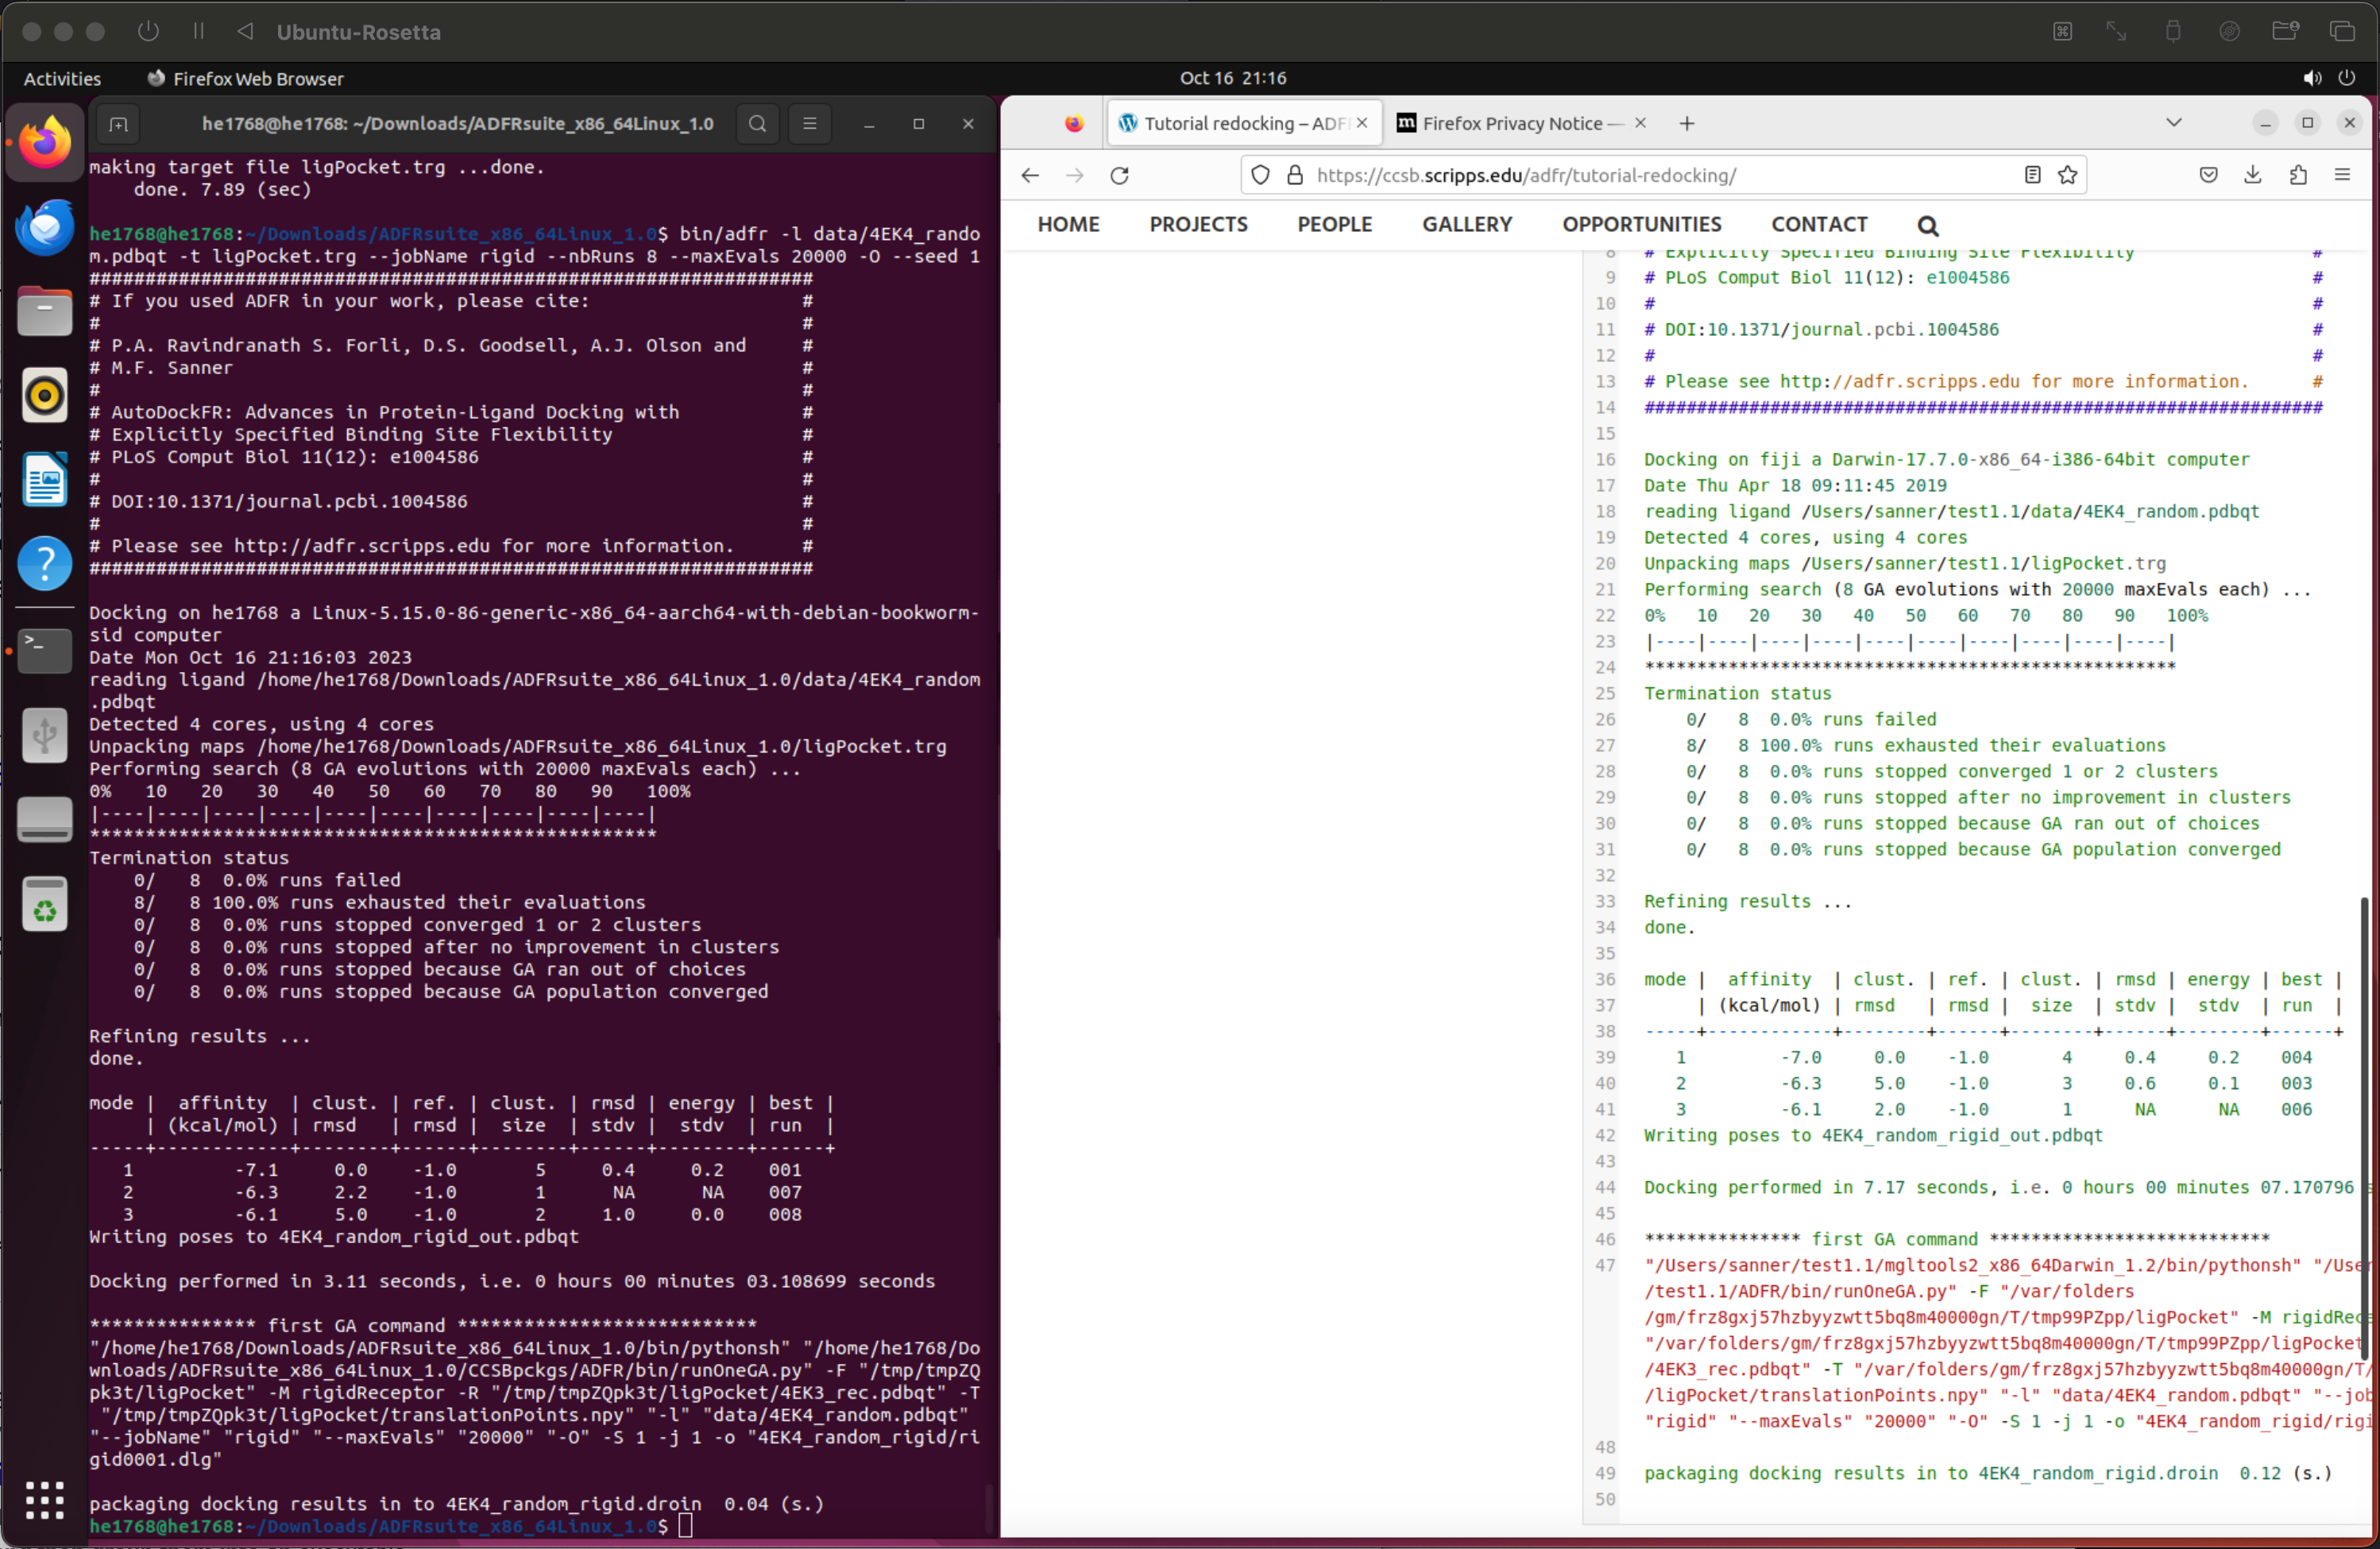 Ubuntu-Rosetta
Activities
Firefox Web Browser
Oct 16 21:16
he1768@he1768: ~/Downloads/ADFRsuite_x86_64Linux_1.0
making target file ligPocket.trg ...done.
    done. 7.89 (sec)
he1768@he1768:~/Downloads/ADFRsuite_x86_64Linux_1.0$ bin/adfr -l data/4EK4_rando
m.pdbqt -t ligPocket.trg --jobName rigid --nbRuns 8 --maxEvals 20000 -O --seed 1
#################################################################
# If you used ADFR in your work, please cite:                   #
#                                                               #
# P.A. Ravindranath S. Forli, D.S. Goodsell, A.J. Olson and     #
# M.F. Sanner                                                   #
#                                                               #
# AutoDockFR: Advances in Protein-Ligand Docking with           #
# Explicitly Specified Binding Site Flexibility                 #
# PLoS Comput Biol 11(12): e1004586                             #
#                                                               #
# DOI:10.1371/journal.pcbi.1004586                              #
#                                                               #
# Please see http://adfr.scripps.edu for more information.      #
#################################################################
Docking on he1768 a Linux-5.15.0-86-generic-x86_64-aarch64-with-debian-bookworm-
sid computer
Date Mon Oct 16 21:16:03 2023
reading ligand /home/he1768/Downloads/ADFRsuite_x86_64Linux_1.0/data/4EK4_random
.pdbqt
Detected 4 cores, using 4 cores
Unpacking maps /home/he1768/Downloads/ADFRsuite_x86_64Linux_1.0/ligPocket.trg
Performing search (8 GA evolutions with 20000 maxEvals each) ...
0%   10   20   30   40   50   60   70   80   90   100%
|----|----|----|----|----|----|----|----|----|----|
***************************************************
Termination status
    0/   8  0.0% runs failed
    8/   8 100.0% runs exhausted their evaluations
    0/   8  0.0% runs stopped converged 1 or 2 clusters
    0/   8  0.0% runs stopped after no improvement in clusters
    0/   8  0.0% runs stopped because GA ran out of choices
    0/   8  0.0% runs stopped because GA population converged
Refining results ...
done.
mode |  affinity  | clust. | ref. | clust. | rmsd | energy | best |
     | (kcal/mol) | rmsd   | rmsd |  size  | stdv |  stdv  | run  |
-----+------------+--------+------+--------+------+--------+------+
   1         -7.1     0.0    -1.0       5     0.4     0.2    001
   2         -6.3     2.2    -1.0       1      NA      NA    007
   3         -6.1     5.0    -1.0       2     1.0     0.0    008
Writing poses to 4EK4_random_rigid_out.pdbqt
Docking performed in 3.11 seconds, i.e. 0 hours 00 minutes 03.108699 seconds
*************** first GA command ***************************
"/home/he1768/Downloads/ADFRsuite_x86_64Linux_1.0/bin/pythonsh" "/home/he1768/Do
wnloads/ADFRsuite_x86_64Linux_1.0/CCSBpckgs/ADFR/bin/runOneGA.py" -F "/tmp/tmpZQ
pk3t/ligPocket" -M rigidReceptor -R "/tmp/tmpZQpk3t/ligPocket/4EK3_rec.pdbqt" -T
 "/tmp/tmpZQpk3t/ligPocket/translationPoints.npy" "-l" "data/4EK4_random.pdbqt"
"--jobName" "rigid" "--maxEvals" "20000" "-O" -S 1 -j 1 -o "4EK4_random_rigid/ri
gid0001.dlg"
packaging docking results in to 4EK4_random_rigid.droin  0.04 (s.)
he1768@he1768:~/Downloads/ADFRsuite_x86_64Linux_1.0$
Tutorial redocking – ADF
Firefox Privacy Notice —
https://ccsb.scripps.edu/adfr/tutorial-redocking/
HOME PROJECTS PEOPLE GALLERY OPPORTUNITIES CONTACT
8 # Explicitly Specified Binding Site Flexibility #
9 # PLoS Comput Biol 11(12): e1004586 #
10 # #
11 # DOI:10.1371/journal.pcbi.1004586 #
12 # #
13 # Please see http://adfr.scripps.edu for more information. #
14 #################################################################
15
16 Docking on fiji a Darwin-17.7.0-x86_64-i386-64bit computer
17 Date Thu Apr 18 09:11:45 2019
18 reading ligand /Users/sanner/test1.1/data/4EK4_random.pdbqt
19 Detected 4 cores, using 4 cores
20 Unpacking maps /Users/sanner/test1.1/ligPocket.trg
21 Performing search (8 GA evolutions with 20000 maxEvals each) ...
22 0%   10   20   30   40   50   60   70   80   90   100%
23 |----|----|----|----|----|----|----|----|----|----|
24 ***************************************************
25 Termination status
26     0/   8  0.0% runs failed
27     8/   8 100.0% runs exhausted their evaluations
28     0/   8  0.0% runs stopped converged 1 or 2 clusters
29     0/   8  0.0% runs stopped after no improvement in clusters
30     0/   8  0.0% runs stopped because GA ran out of choices
31     0/   8  0.0% runs stopped because GA population converged
32
33 Refining results ...
34 done.
35
36 mode |  affinity  | clust. | ref. | clust. | rmsd | energy | best |
37      | (kcal/mol) | rmsd   | rmsd |  size  | stdv |  stdv  | run  |
38 -----+------------+--------+------+--------+------+--------+------+
39    1         -7.0     0.0    -1.0       4     0.4     0.2    004
40    2         -6.3     5.0    -1.0       3     0.6     0.1    003
41    3         -6.1     2.0    -1.0       1      NA      NA    006
42 Writing poses to 4EK4_random_rigid_out.pdbqt
43
44 Docking performed in 7.17 seconds, i.e. 0 hours 00 minutes 07.170796 s
45
46 *************** first GA command ***************************
47 "/Users/sanner/test1.1/mgltools2_x86_64Darwin_1.2/bin/pythonsh" "/User
/test1.1/ADFR/bin/runOneGA.py" -F "/var/folders
/gm/frz8gxj57hzbyyzwtt5bq8m40000gn/T/tmp99PZpp/ligPocket" -M rigidRece
"/var/folders/gm/frz8gxj57hzbyyzwtt5bq8m40000gn/T/tmp99PZpp/ligPocket
/4EK3_rec.pdbqt" -T "/var/folders/gm/frz8gxj57hzbyyzwtt5bq8m40000gn/T/
/ligPocket/translationPoints.npy" "-l" "data/4EK4_random.pdbqt" "--job
"rigid" "--maxEvals" "20000" "-O" -S 1 -j 1 -o "4EK4_random_rigid/rigi
48
49 packaging docking results in to 4EK4_random_rigid.droin  0.12 (s.)
50